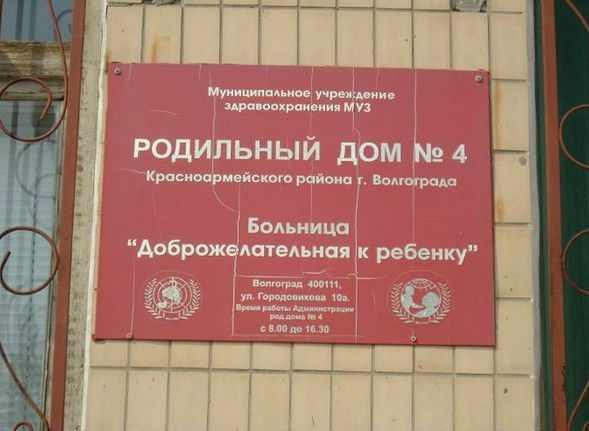 Муниципальное учреждение
здравоохранения МУЗ
РОДИЛЬНЫЙ ДОМ № 4
Красноармейского района г. Волгограда
Больница
"Доброжелательная к ребенку"
Волгоград 400111,
ул. Городовикова 10а.
Время работы Администрации
род.дома № 4
с 8.00 до 16.30